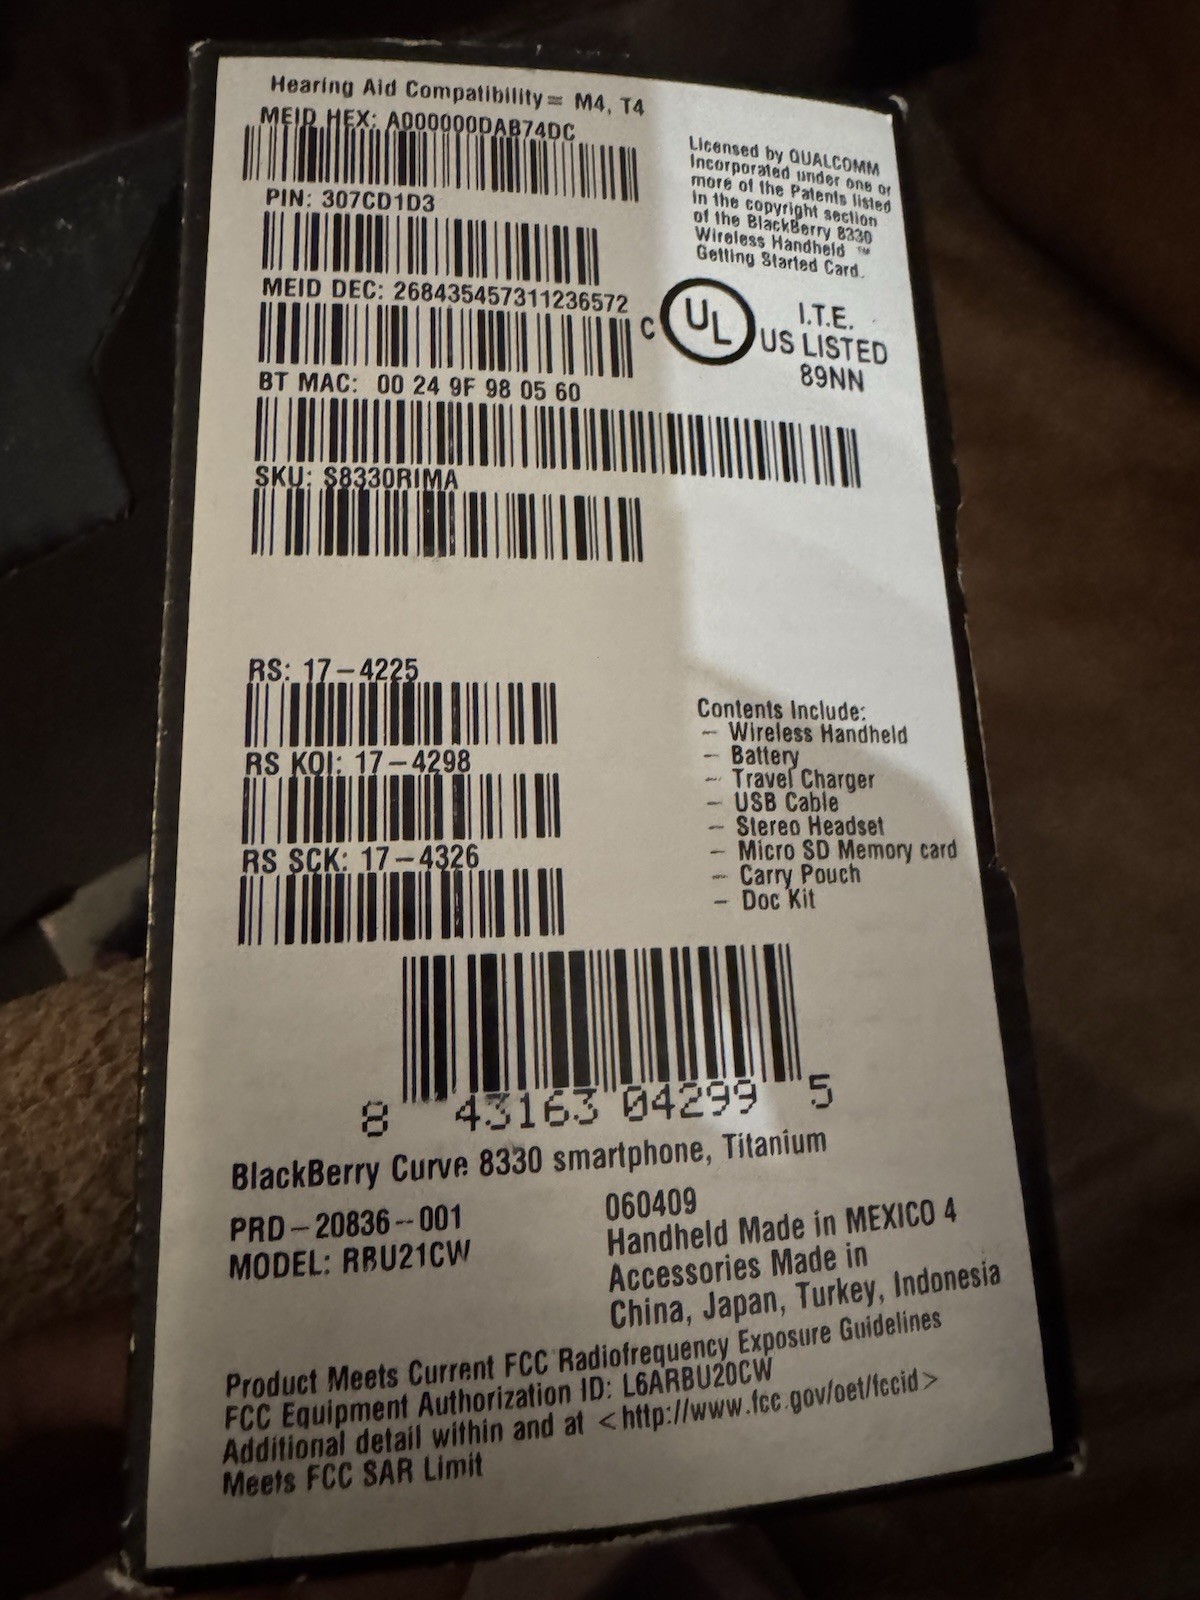 Hearing Aid Compatibility= M4, T4
MEID HEX: A000000DAB74DC
PIN: 307CD1D3
MEID DEC: 268435457311236572
BT MAC: 00 24 9F 98 05 60
SKU: S8330RIMA
Licensed by QUALCOMM
Incorporated under one or
more of the Patents listed
in the copyright section
of the BlackBerry 8330
Wireless Handheld ™
Getting Started Card.
C UL US LISTED
I.T.E.
89NN
RS: 17-4225
RS KOI: 17-4298
RS SCK: 17-4326
Contents Include:
- Wireless Handheld
- Battery
- Travel Charger
- USB Cable
- Stereo Headset
- Micro SD Memory card
- Carry Pouch
- Doc Kit
8 43163 04299 5
BlackBerry Curve 8330 smartphone, Titanium
PRD-20836-001
MODEL: RBU21CW
060409
Handheld Made in MEXICO 4
Accessories Made in
China, Japan, Turkey, Indonesia
Product Meets Current FCC Radiofrequency Exposure Guidelines
FCC Equipment Authorization ID: L6ARBU20CW
Additional detail within and at <http://www.fcc.gov/oet/fccid>
Meets FCC SAR Limit